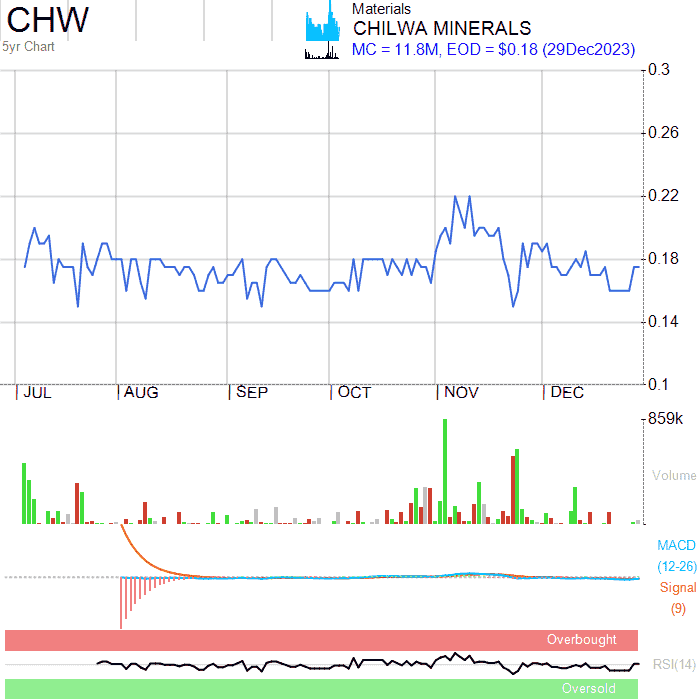 CHW
5yr Chart
Materials
CHILWA MINERALS
MC = 11.8M, EOD = $0.18 (29Dec2023)
0.3
0.26
0.22
0.18
0.14
0.1
JUL AUG SEP OCT NOV DEC
859k
Volume
MACD
(12-26)
Signal
(9)
Overbought
RSI(14)
Oversold